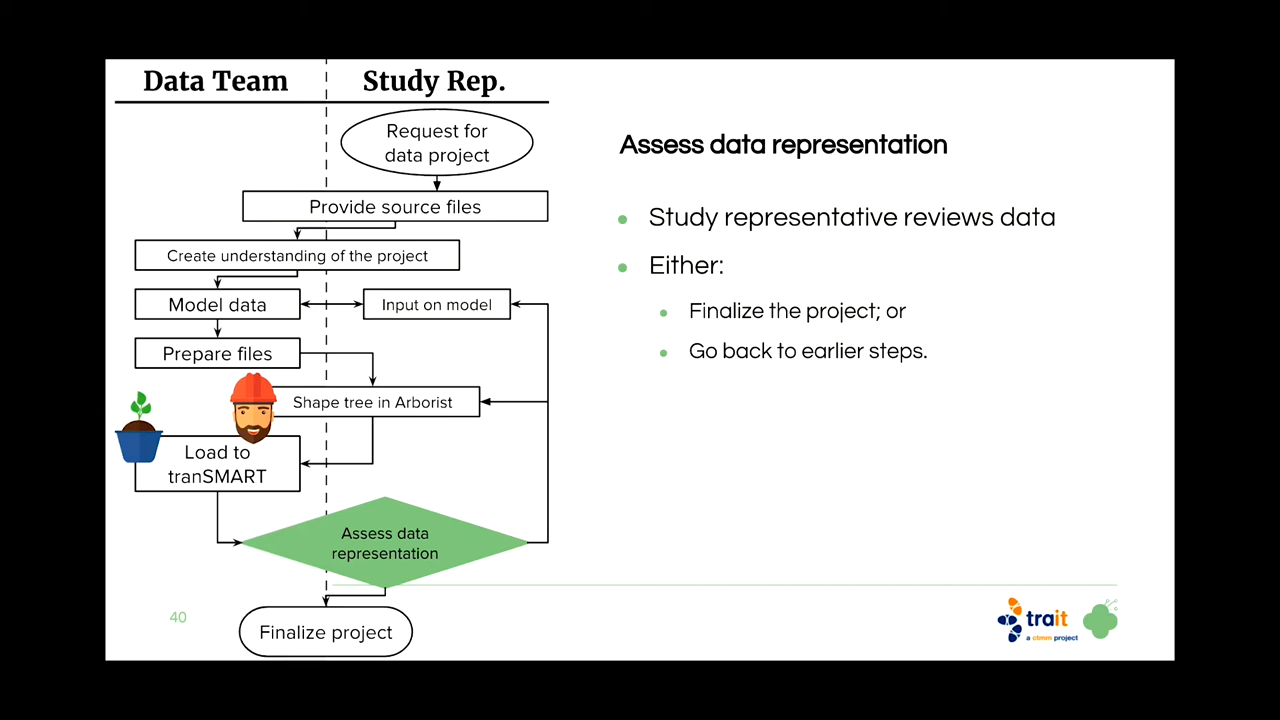 Data Team
Study Rep.
Request for
data project
Provide source files
Create understanding of the project
Model data
Input on model
Prepare files
Shape tree in Arborist
Load to
tranSMART
Assess data
representation
Finalize project
40
Assess data representation
Study representative reviews data
Either:
Finalize the project; or
Go back to earlier steps.
trait
a ctmm project